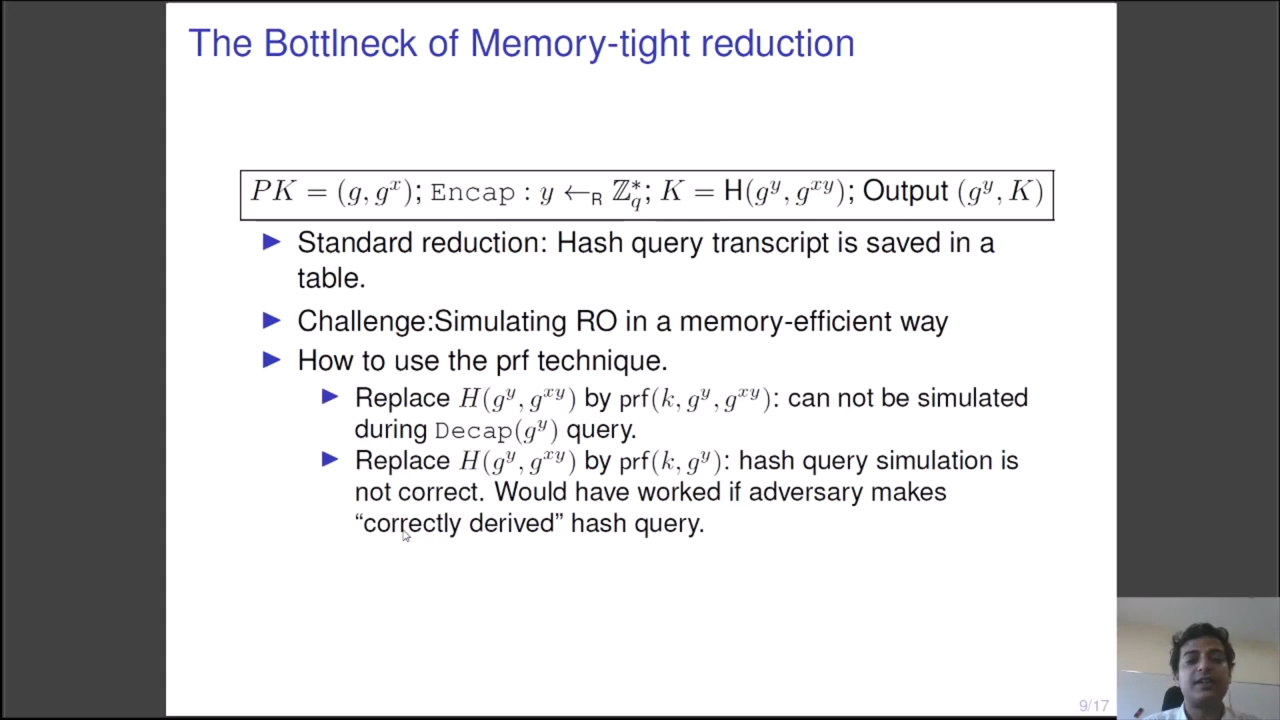 The Bottlneck of Memory-tight reduction
PK = (g, g^x); Encap : y ←_R ℤ_q^*; K = H(g^y, g^{xy}); Output (g^y, K)
▶ Standard reduction: Hash query transcript is saved in a
table.
▶ Challenge:Simulating RO in a memory-efficient way
▶ How to use the prf technique.
▶ Replace H(g^y, g^{xy}) by prf(k, g^y, g^{xy}): can not be simulated
during Decap(g^y) query.
▶ Replace H(g^y, g^{xy}) by prf(k, g^y): hash query simulation is
not correct. Would have worked if adversary makes
“correctly derived” hash query.
9/17